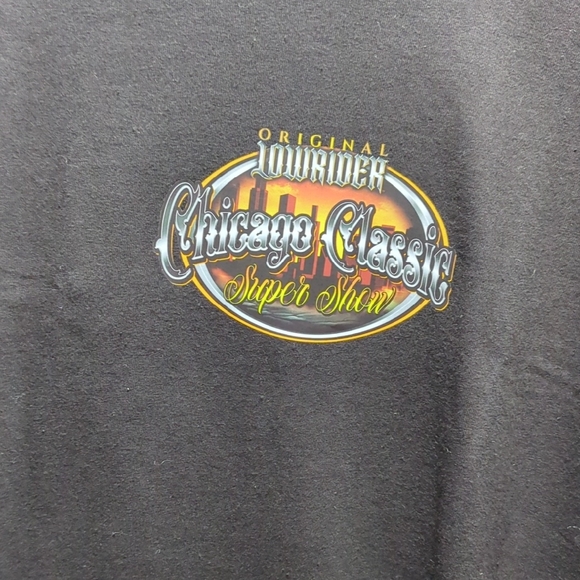 ORIGINAL
LOWRIDER
Chicago Classic
Super Show